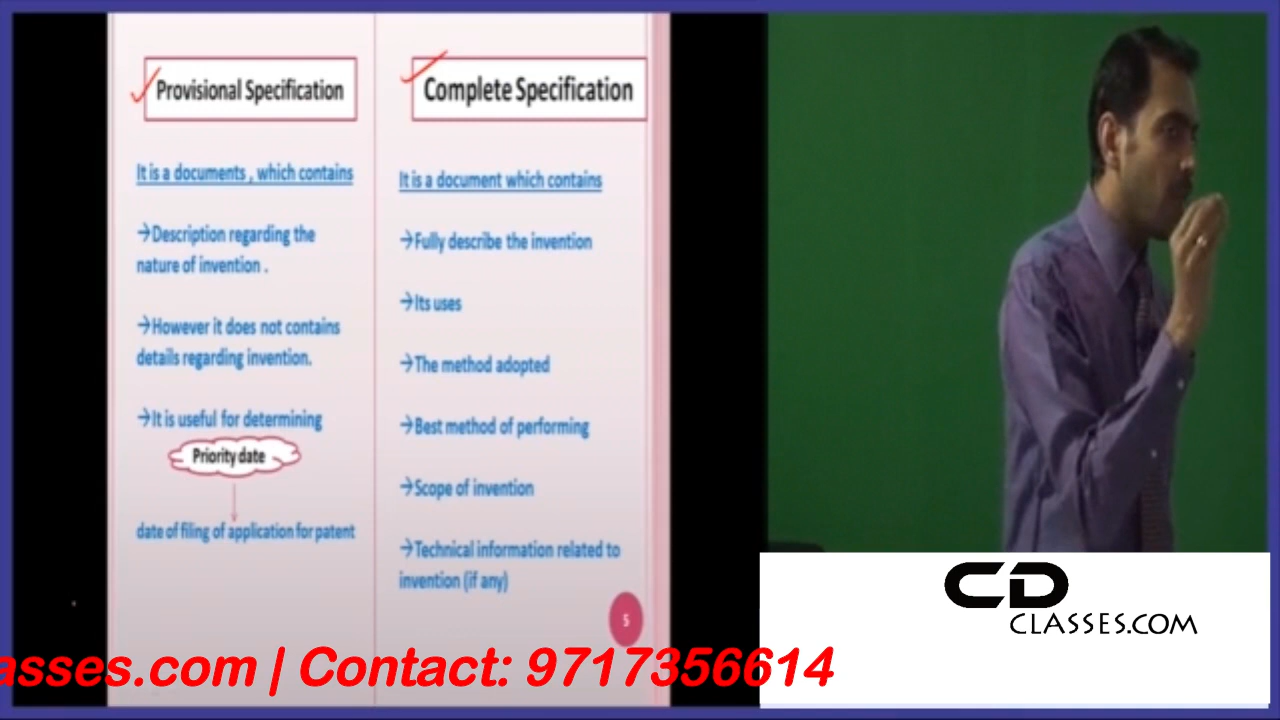 Provisional Specification
It is a documents , which contains
→Description regarding the
nature of invention .
→However it does not contains
details regarding invention.
→It is useful for determining
Priority date
date of filing of application for patent
Complete Specification
It is a document which contains
→Fully describe the invention
→Its uses
→The method adopted
→Best method of performing
→Scope of invention
→Technical information related to
invention (if any)
5
CD
CLASSES.COM
asses.com | Contact: 9717356614